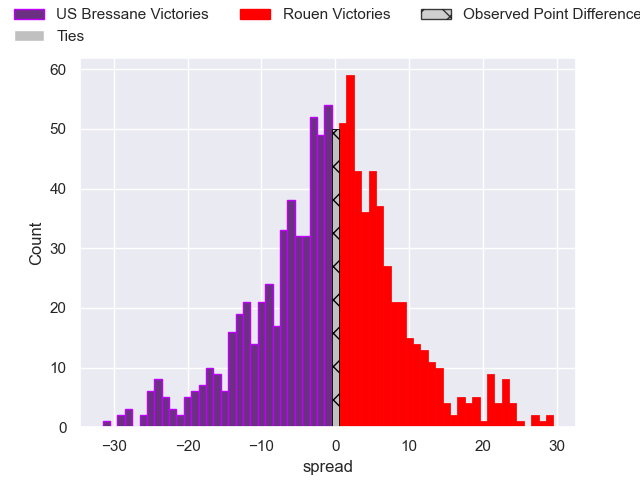 US Bressane Victories Rouen Victories Observed Point Difference
Ties
60
50
40
30
20
10
0
Count
−30 −20 −10 0 10 20 30
spread